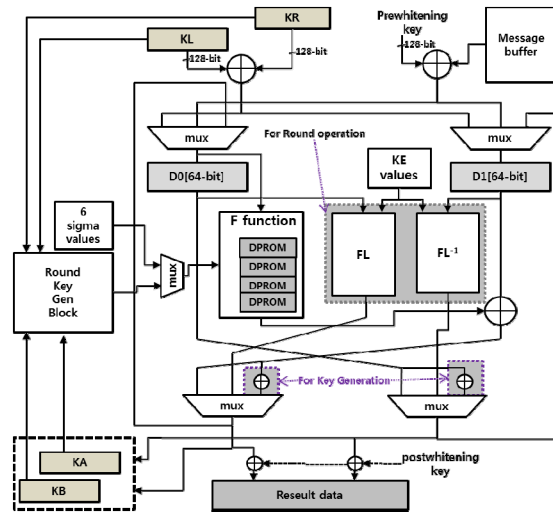 KR
KL
128-bit
128-bit
Prewhitening
key
128-bit
Message
buffer
mux
mux
For Round operation
D0[64-bit]
KE
values
D1[64-bit]
6
sigma
values
F function
DPROM
DPROM
DPROM
DPROM
FL
FL-1
mux
Round
Key
Gen
Block
For Key Generation
mux
mux
KA
KB
postwhitening
key
Reseult data